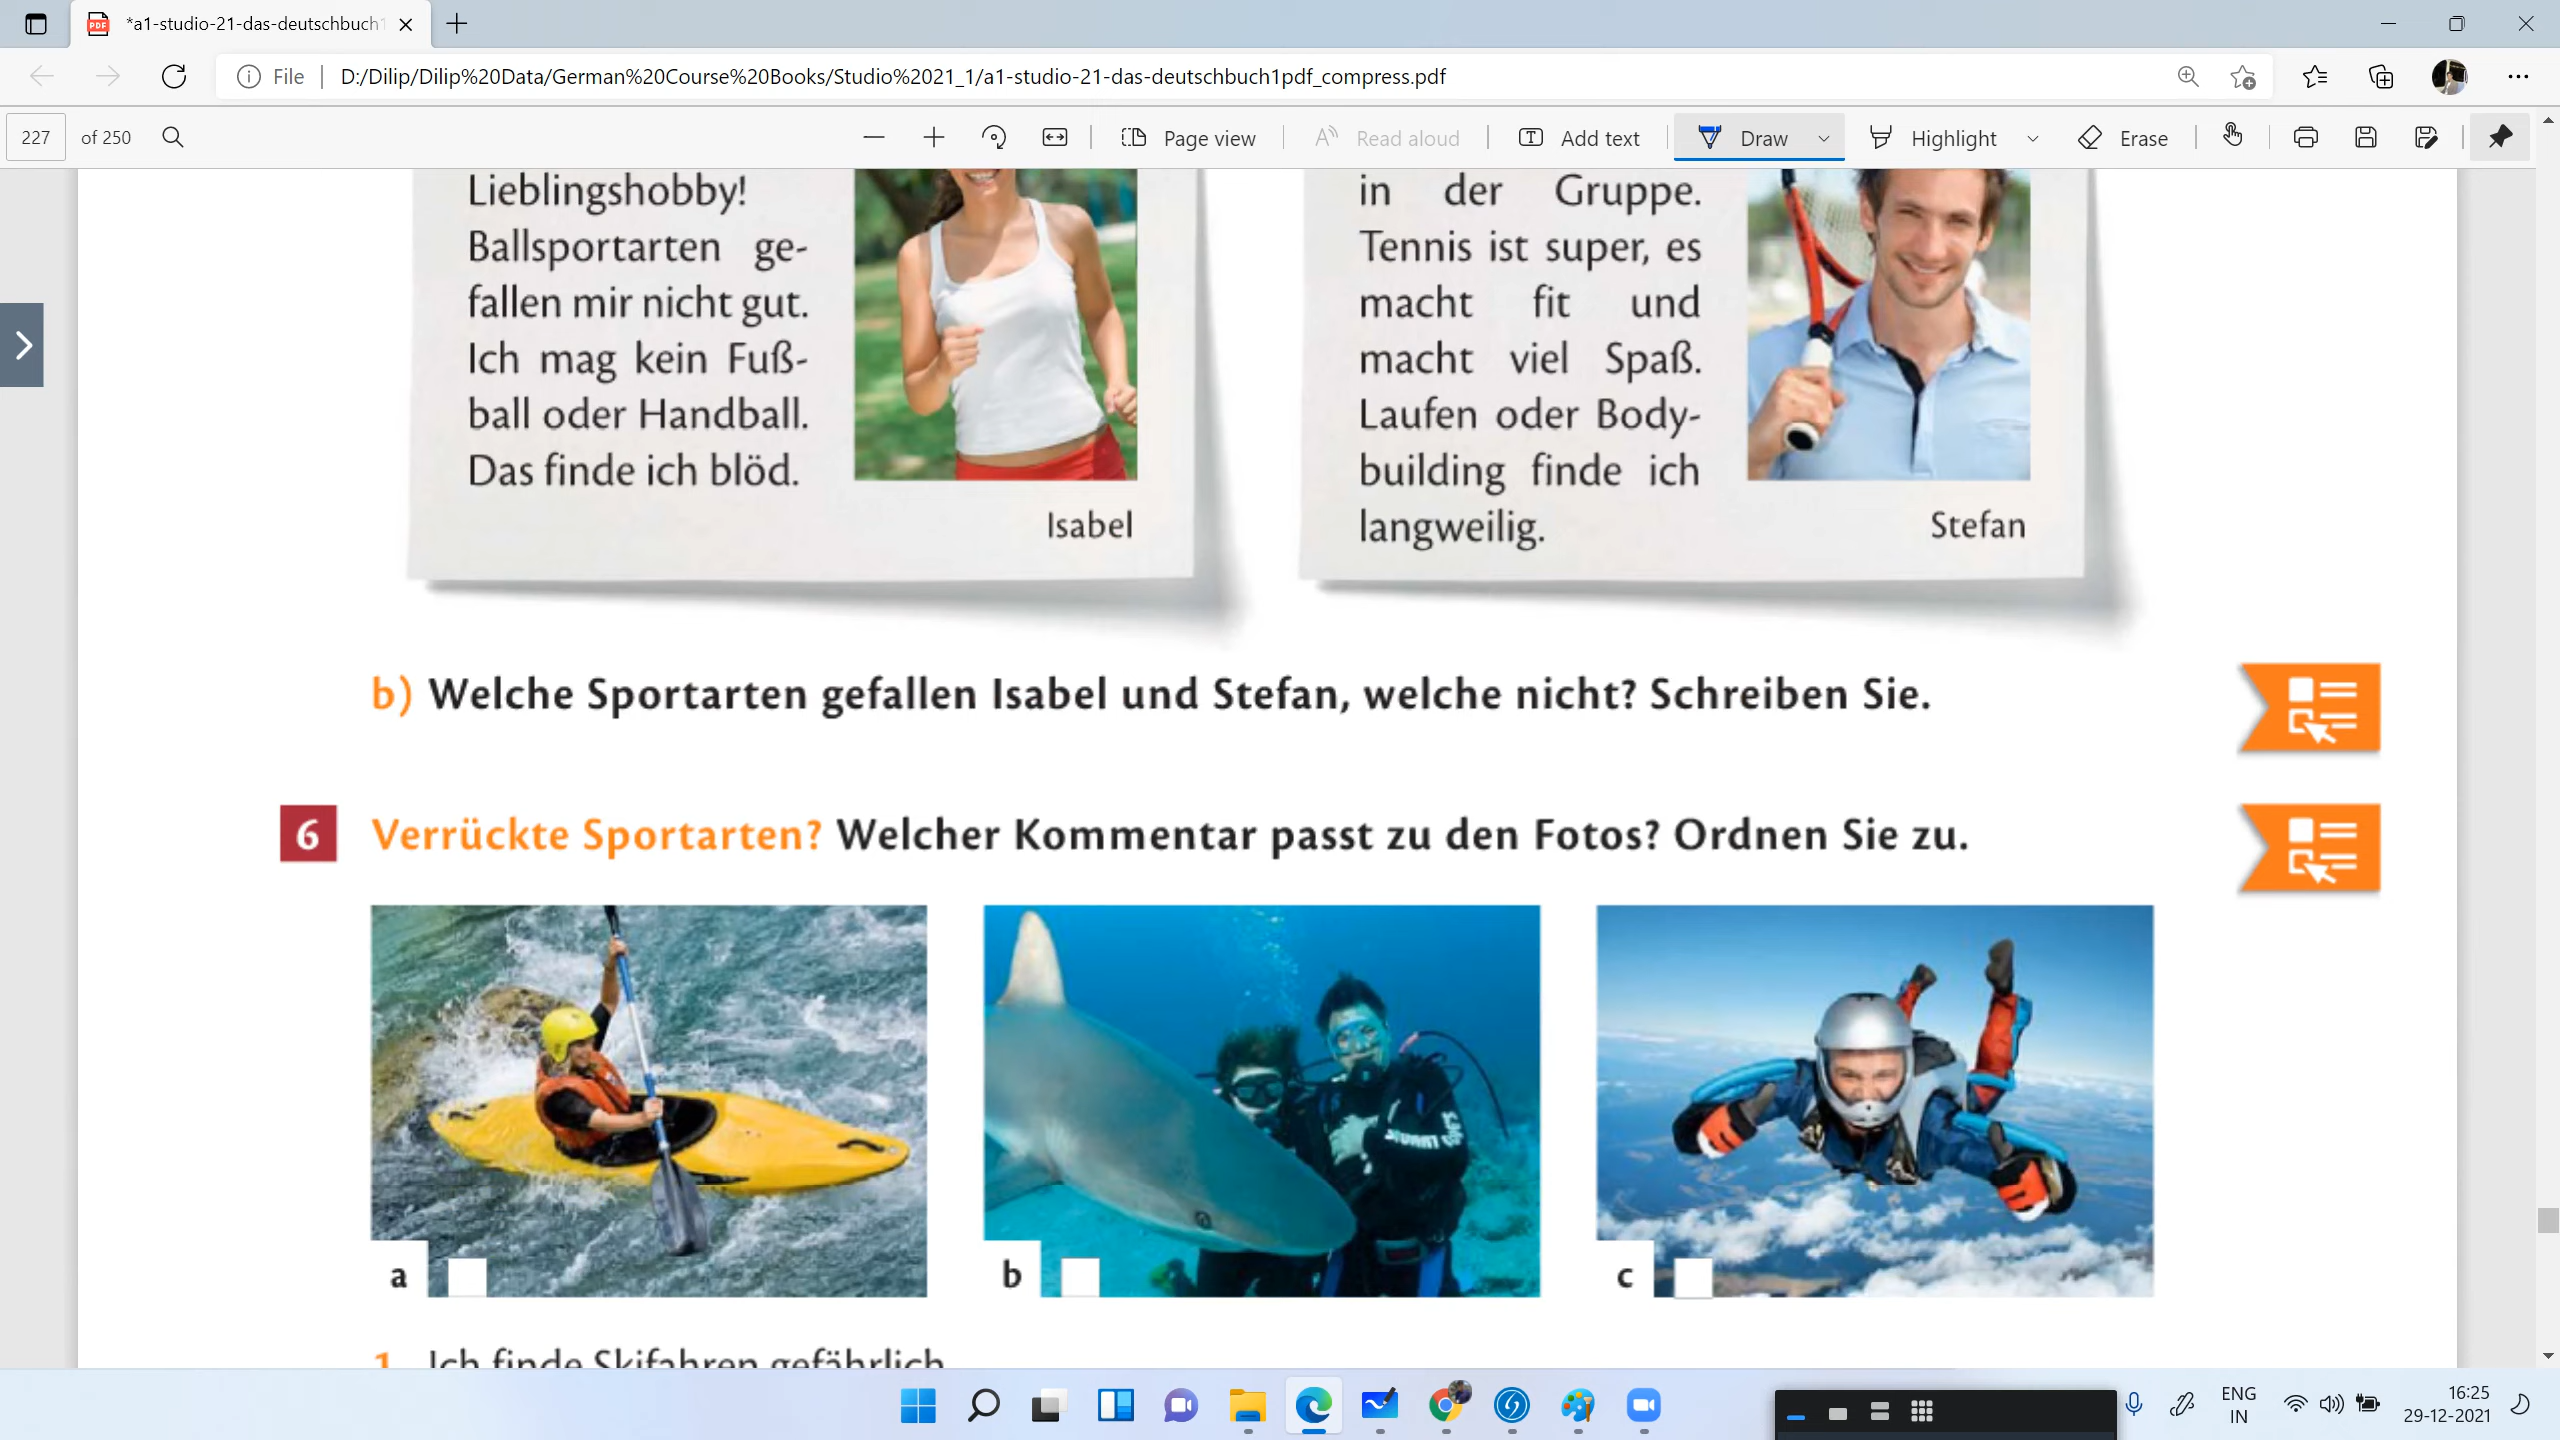 *a1-studio-21-das-deutschbuch1
File
D:/Dilip/Dilip%20Data/German%20Course%20Books/Studio%2021_1/a1-studio-21-das-deutschbuch1pdf_compress.pdf
227 of 250
Page view
Read aloud
Add text
Draw
Highlight
Erase
Lieblingshobby!
Ballsportarten ge-
fallen mir nicht gut.
Ich mag kein Fuß-
ball oder Handball.
Das finde ich blöd.
Isabel
in der Gruppe.
Tennis ist super, es
macht fit und
macht viel Spaß.
Laufen oder Body-
building finde ich
langweilig.
Stefan
b) Welche Sportarten gefallen Isabel und Stefan, welche nicht? Schreiben Sie.
6 Verrückte Sportarten? Welcher Kommentar passt zu den Fotos? Ordnen Sie zu.
STUART
a
b
c
1 Ich finde Skifahren gefährlich
ENG
IN
16:25
29-12-2021